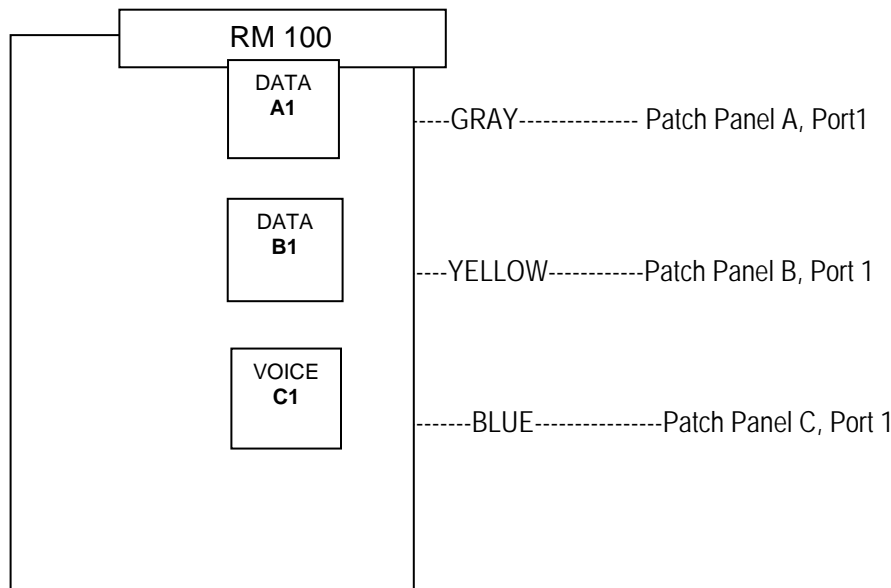 RM 100
DATA
A1
-----GRAY--------------- Patch Panel A, Port1
DATA
B1
----YELLOW------------Patch Panel B, Port 1
VOICE
C1
-------BLUE----------------Patch Panel C, Port 1